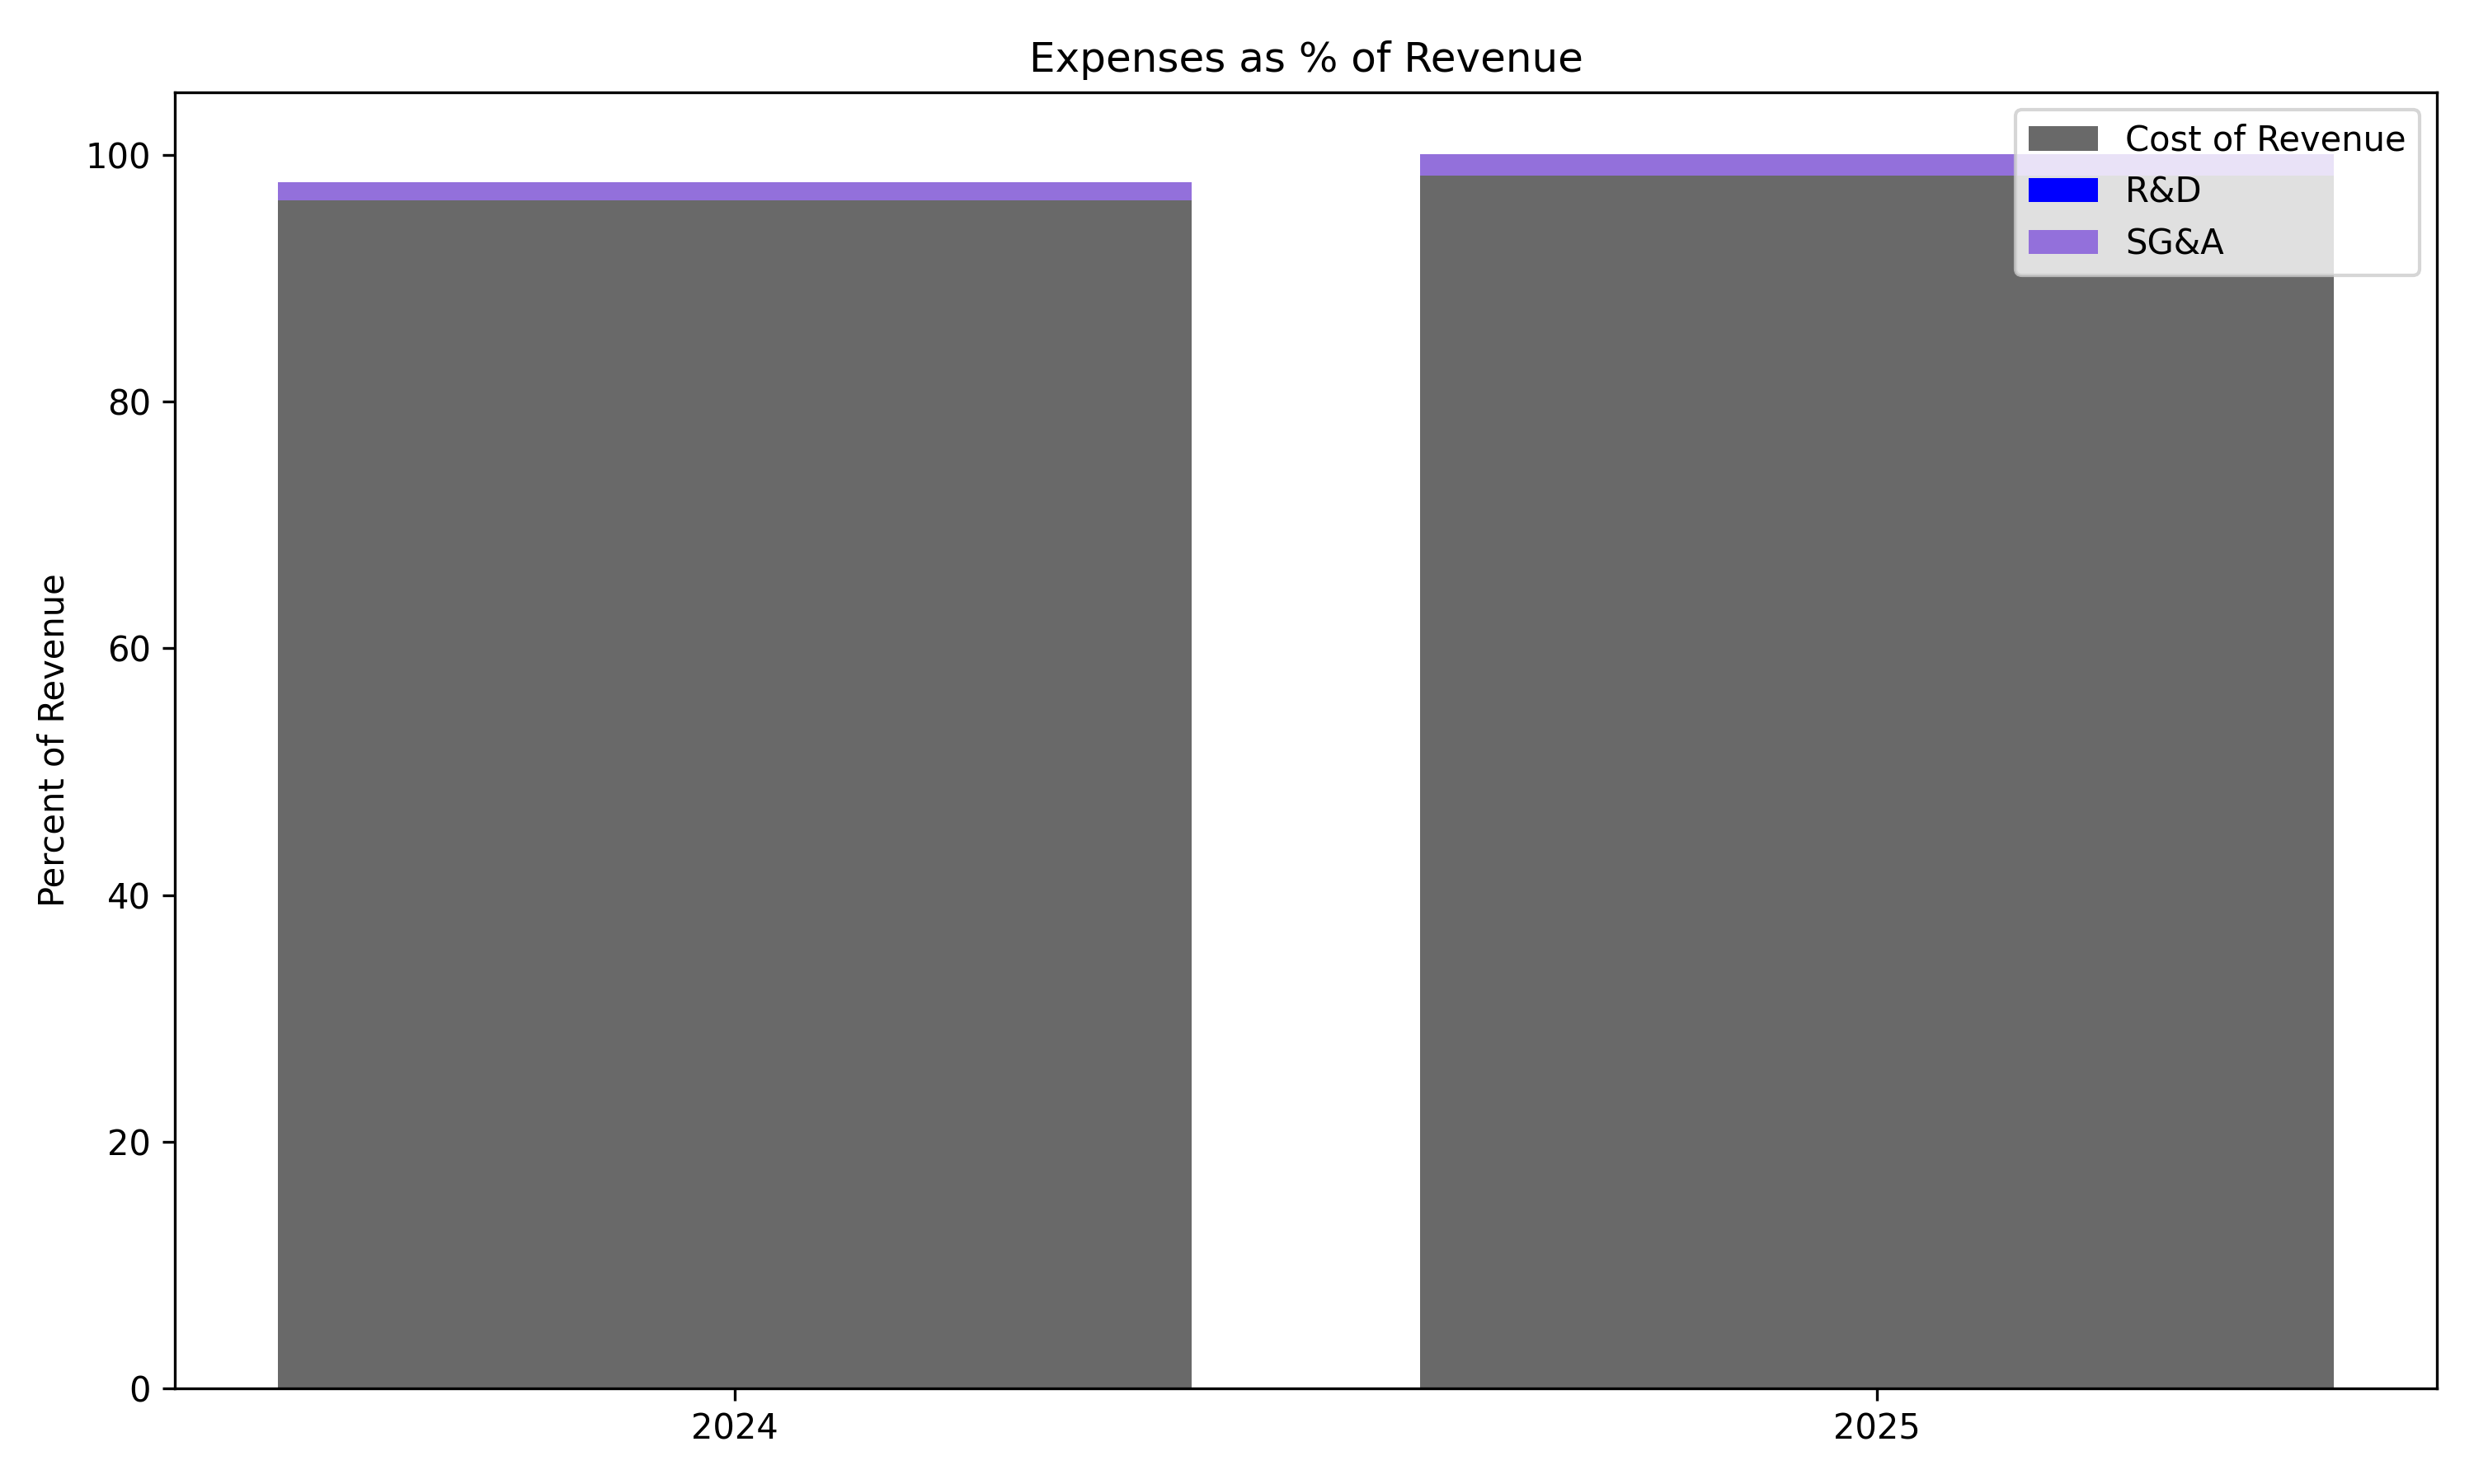 Expenses as % of Revenue
Cost of Revenue
R&D
SG&A
Percent of Revenue
100
80
60
40
20
0
2024
2025